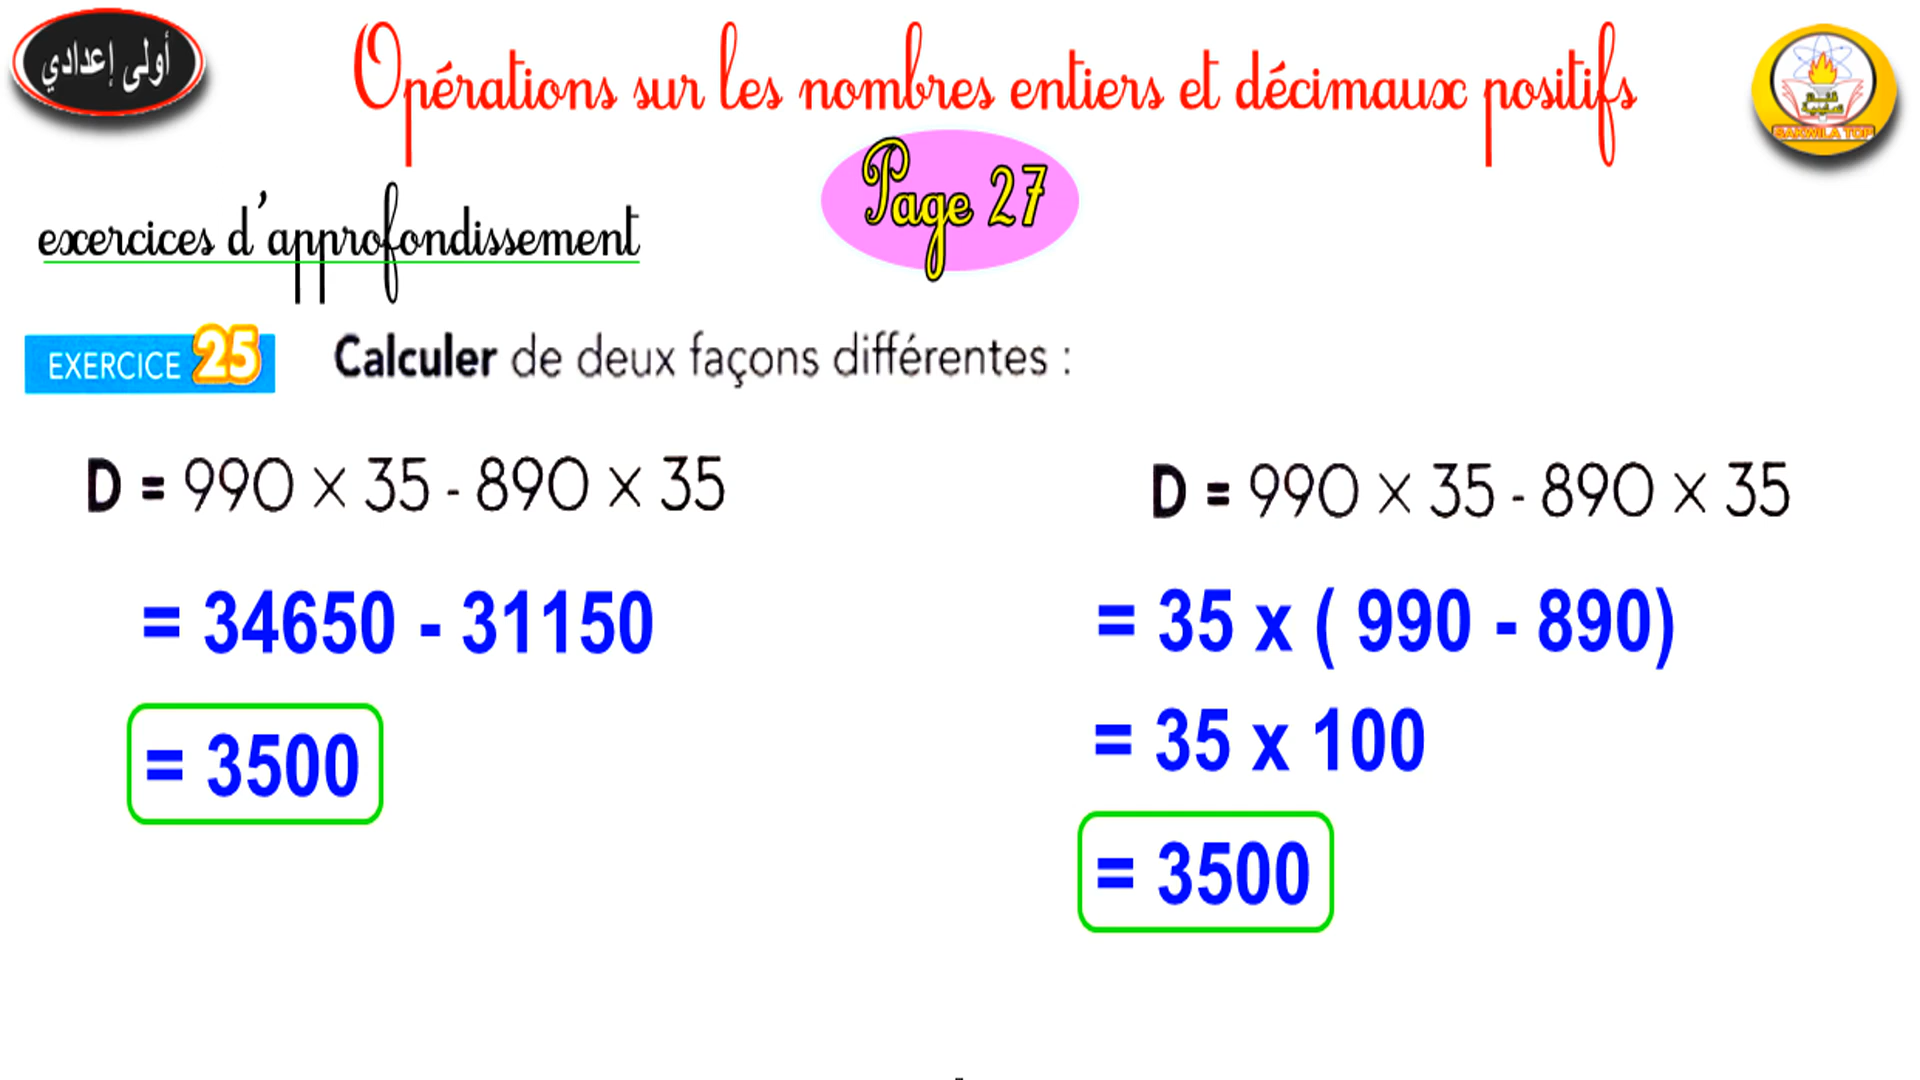 أولى إعدادي
Opérations sur les nombres entiers et décimaux positifs
SAKWILA TOP
Page 27
exercices d'approfondissement
EXERCICE 25 Calculer de deux façons différentes :
D = 990 × 35 - 890 × 35
= 34650 - 31150
= 3500
D = 990 × 35 - 890 × 35
= 35 x ( 990 - 890)
= 35 x 100
= 3500